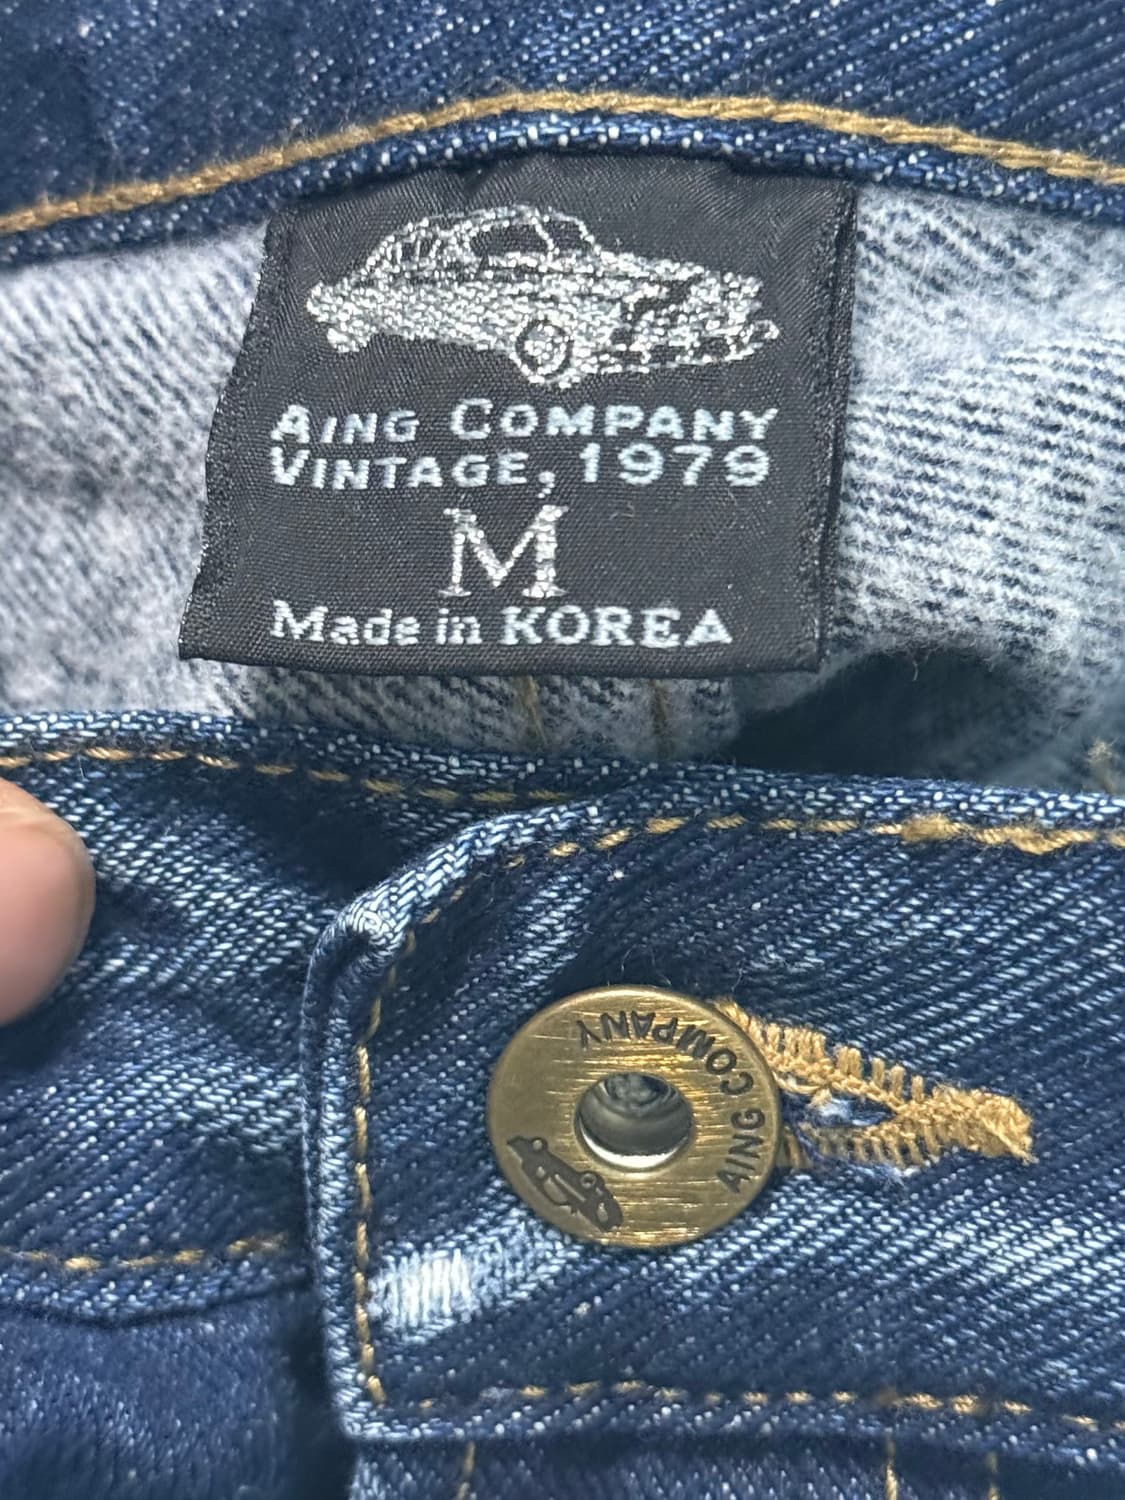 AING COMPANY
VINTAGE, 1979
M
Made in KOREA
AING COMPANY